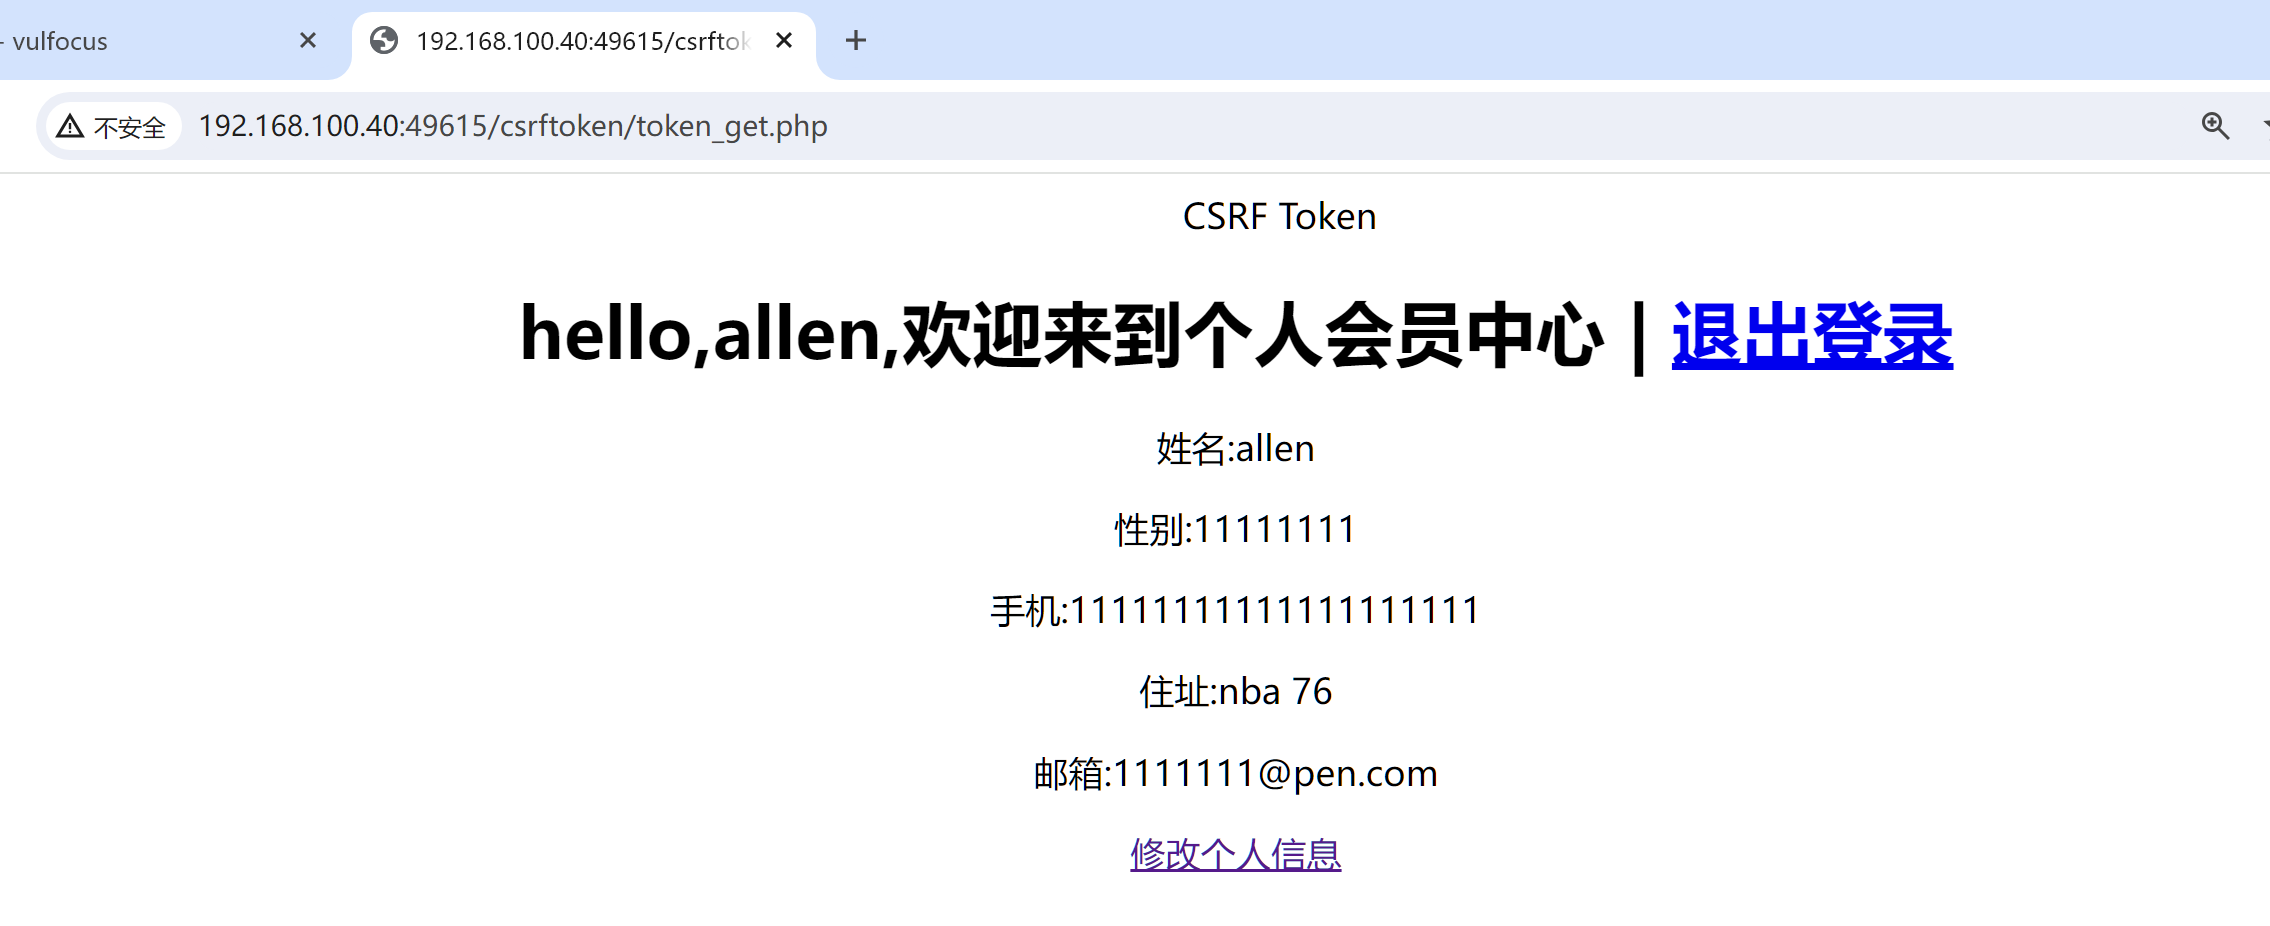 - vulfocus
192.168.100.40:49615/csrftok
不安全 192.168.100.40:49615/csrftoken/token_get.php
CSRF Token
hello,allen,欢迎来到个人会员中心 | 退出登录
姓名:allen
性别:11111111
手机:11111111111111111111
住址:nba 76
邮箱:1111111@pen.com
修改个人信息